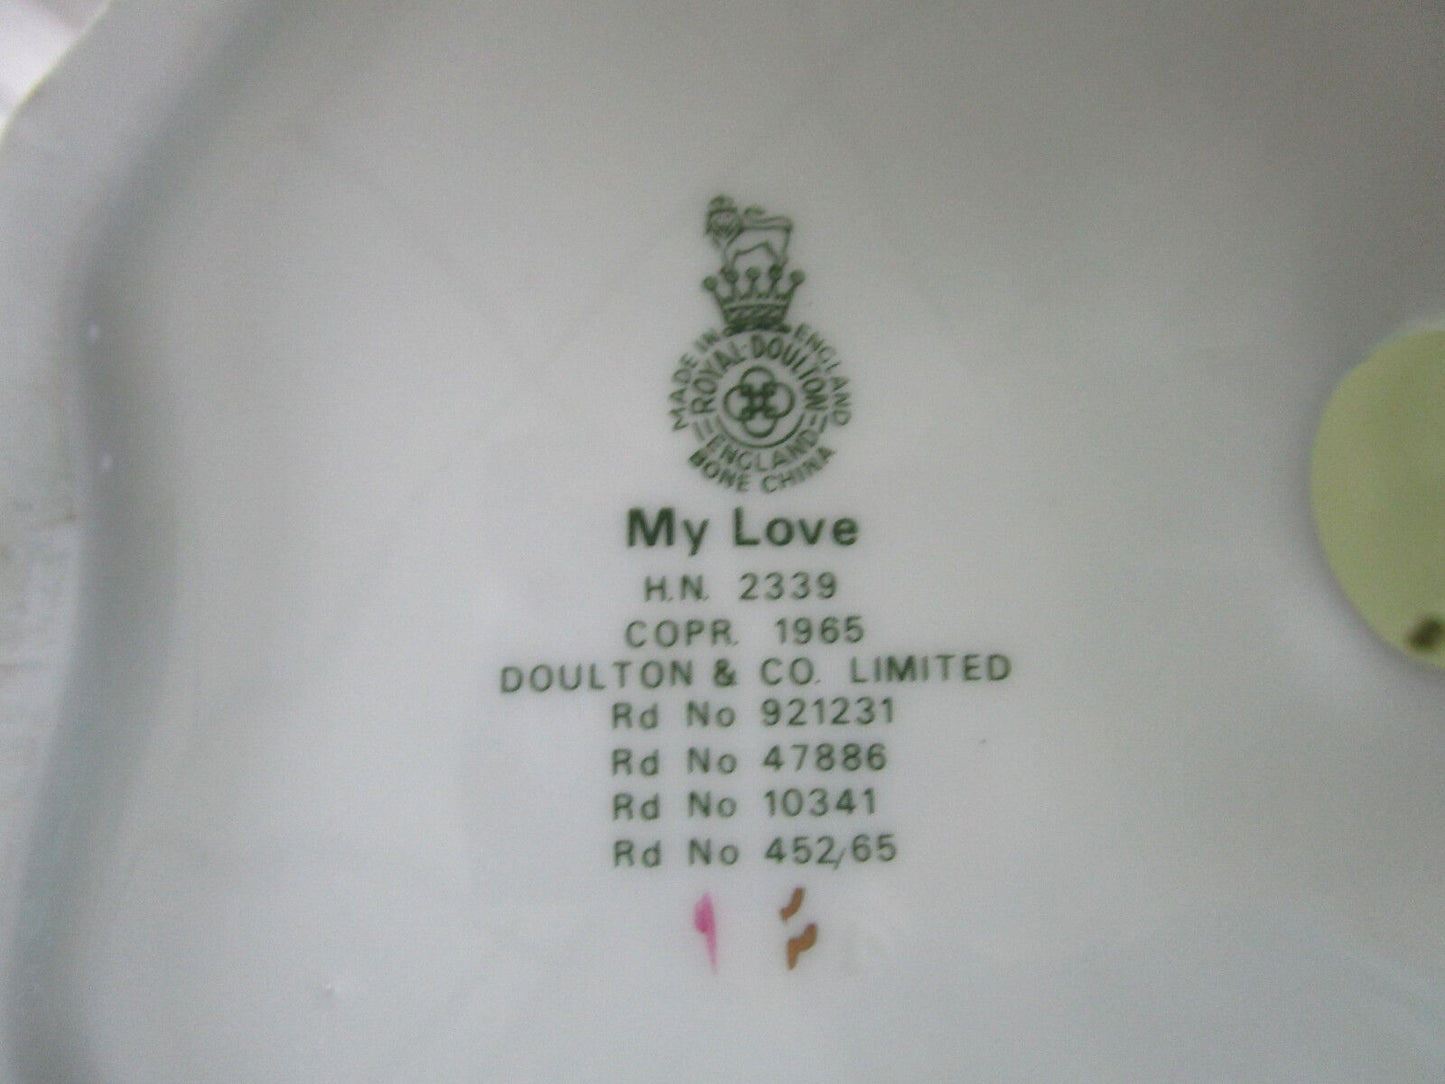 MADE IN ENGLAND
ROYAL·DOULTON
ENGLAND
BONE CHINA
My Love
H.N. 2339
COPR. 1965
DOULTON & CO. LIMITED
Rd No 921231
Rd No 47886
Rd No 10341
Rd No 452/65